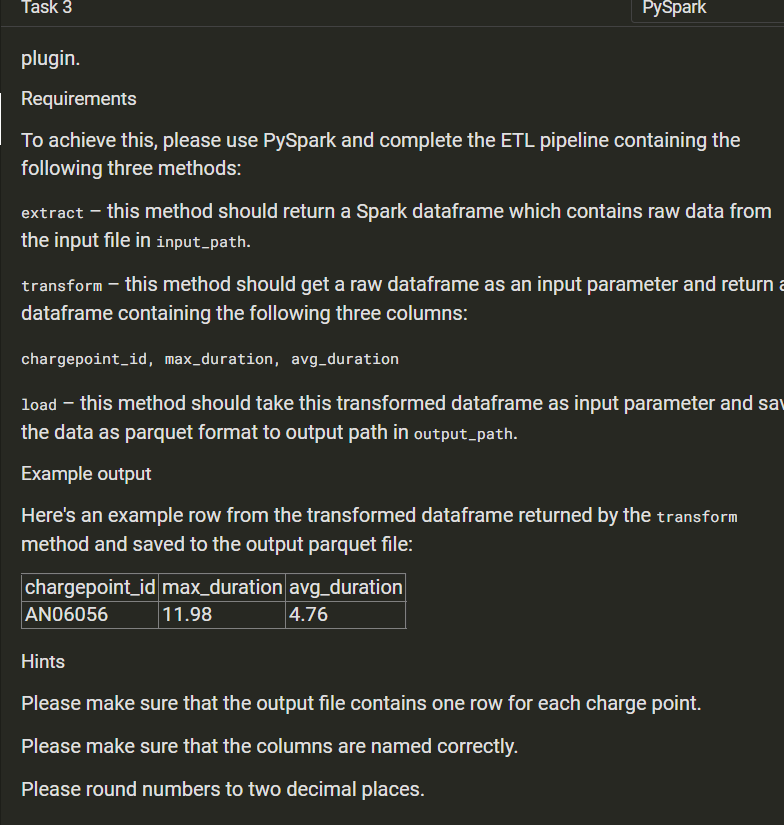 Task 3
PySpark
plugin.
Requirements
To achieve this, please use PySpark and complete the ETL pipeline containing the
following three methods:
extract – this method should return a Spark dataframe which contains raw data from
the input file in input_path.
transform – this method should get a raw dataframe as an input parameter and return a
dataframe containing the following three columns:
chargepoint_id, max_duration, avg_duration
load – this method should take this transformed dataframe as input parameter and sav
the data as parquet format to output path in output_path.
Example output
Here's an example row from the transformed dataframe returned by the transform
method and saved to the output parquet file:
chargepoint_id max_duration avg_duration
AN06056 11.98 4.76
Hints
Please make sure that the output file contains one row for each charge point.
Please make sure that the columns are named correctly.
Please round numbers to two decimal places.